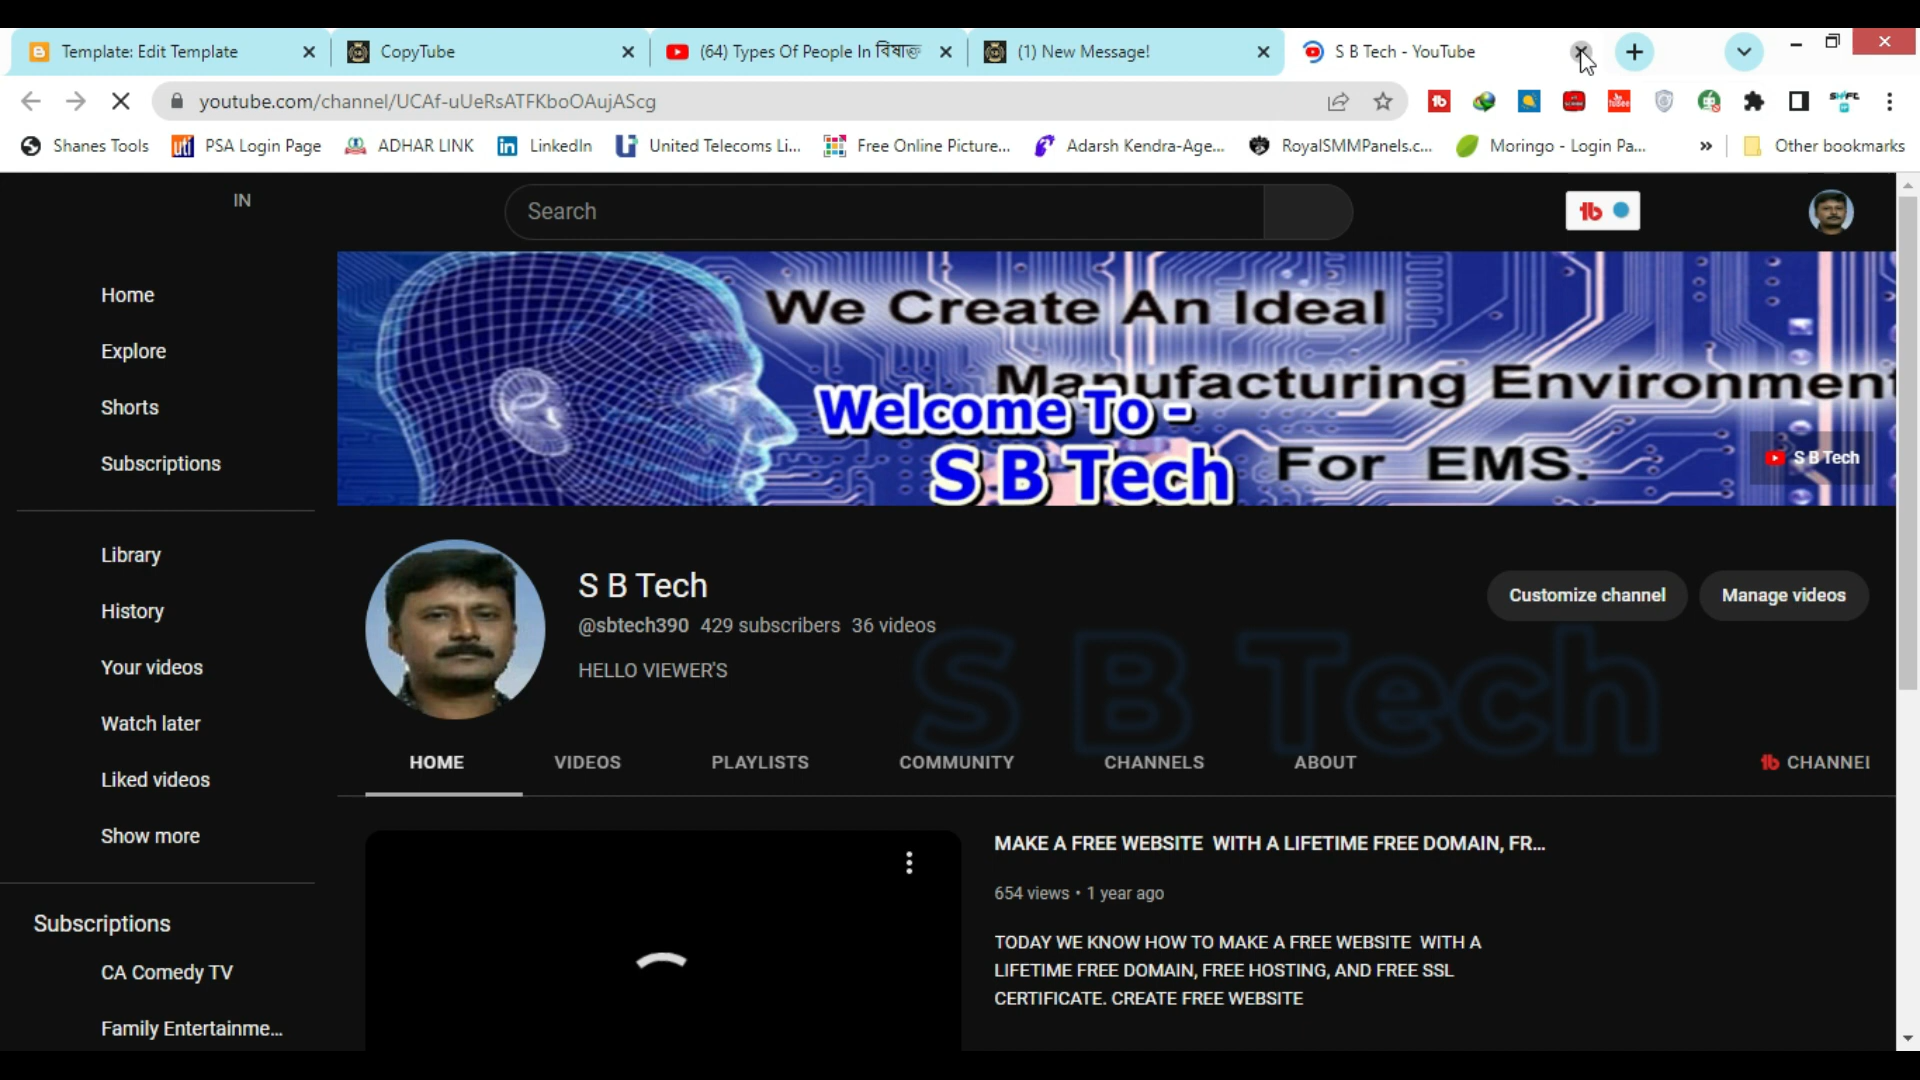 Template: Edit Template
CopyTube
(64) Types Of People In বিষাক্ত
(1) New Message!
S B Tech - YouTube
youtube.com/channel/UCAf-uUeRsATFKboOAujAScg
Shanes Tools
uti PSA Login Page
ADHAR LINK
in LinkedIn
United Telecoms Li...
Free Online Picture...
Adarsh Kendra-Age...
RoyalSMMPanels.c...
Moringo - Login Pa...
»
Other bookmarks
IN
Search
Home
Explore
Shorts
Subscriptions
Library
History
Your videos
Watch later
Liked videos
Show more
Subscriptions
CA Comedy TV
Family Entertainme...
We Create An Ideal
Manufacturing Environment
For EMS.
Welcome To -
S B Tech
S B Tech
S B Tech
@sbtech390 429 subscribers 36 videos
HELLO VIEWER'S
Customize channel
Manage videos
S B Tech
HOME
VIDEOS
PLAYLISTS
COMMUNITY
CHANNELS
ABOUT
CHANNEl
MAKE A FREE WEBSITE WITH A LIFETIME FREE DOMAIN, FR...
654 views • 1 year ago
TODAY WE KNOW HOW TO MAKE A FREE WEBSITE WITH A
LIFETIME FREE DOMAIN, FREE HOSTING, AND FREE SSL
CERTIFICATE. CREATE FREE WEBSITE